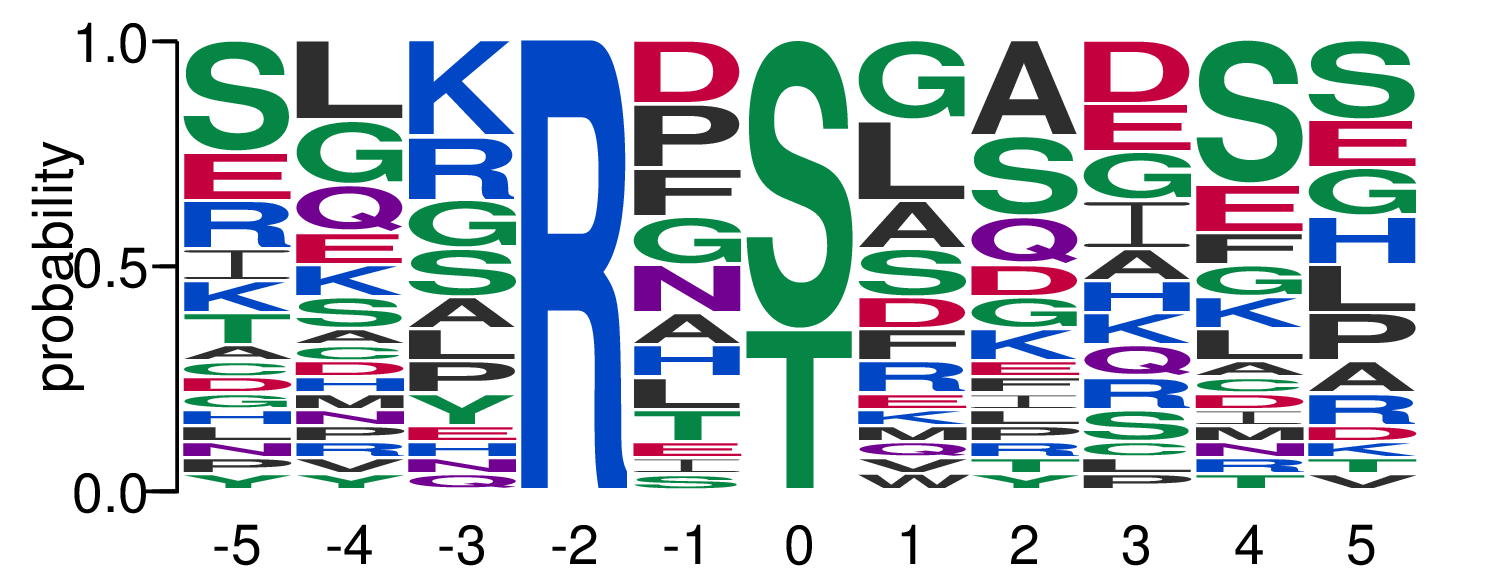 probability
1.0
0.5
0.0
S E R I K T A C D G H L N P Y
L G Q E K S A C D H M N P R V Y
K R G S A L P Y E H N Q
R
D P F G N A H L T E I S
S T
G L A S D F R E K M Q V W
A S Q D G K E F I L P R Y
D E G I A H K Q R S C L P
S E F G K L A C D I M N R T
S E G H L P A R D K T V
-5 -4 -3 -2 -1 0 1 2 3 4 5